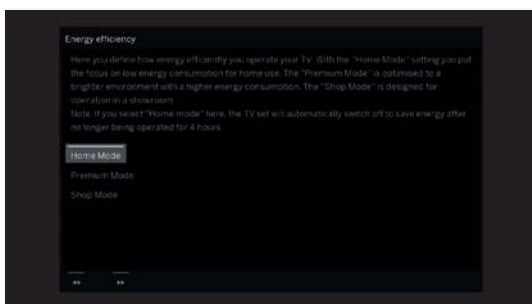 Energy efficiency
Here you define how energy efficiently you operate your TV. With the "Home Mode" setting you put
the focus on low energy consumption for home use. The "Premium Mode" is optimised to a
brighter environment with a higher energy consumption. The "Shop Mode" is designed for
operation in a showroom.
Note: If you select "Home mode" here, the TV set will automatically switch off to save energy after
no longer being operated for 4 hours.
Home Mode
Premium Mode
Shop Mode